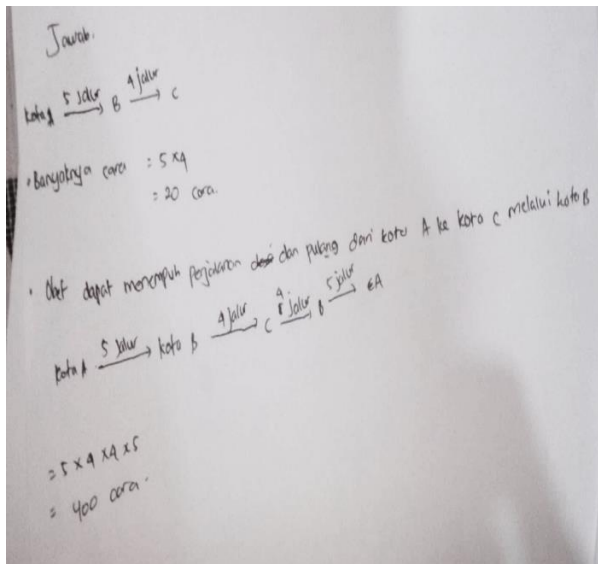 Jawab.
Kota A 5 jalur → B 4 jalur → C
• Banyaknya cara = 5 x 4
= 20 cara.
• Obet dapat menempuh perjalanan dan pulang dari kota A ke kota C melalui kota B
Kota A 5 jalur → kota B 4 jalur → C 4 jalur → B 5 jalur → A
= 5 x 4 x 4 x 5
= 400 cara.